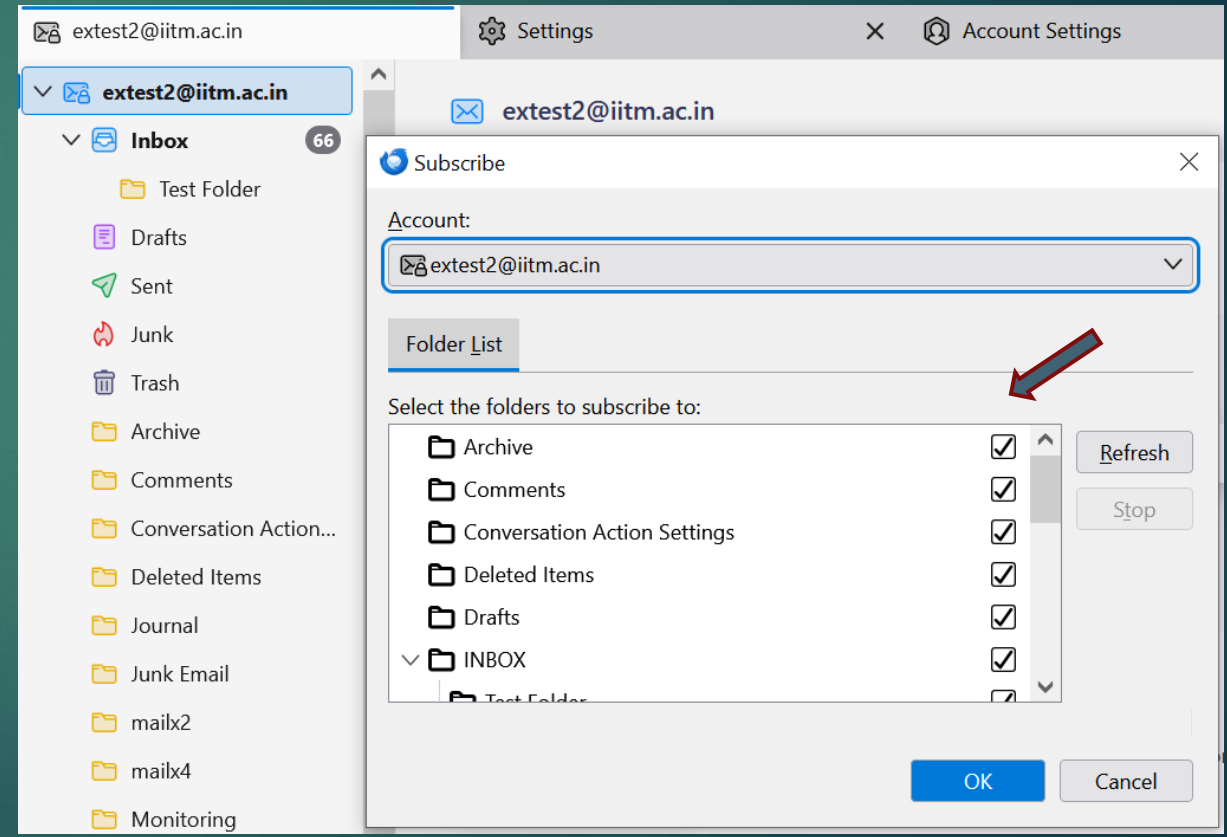 extest2@iitm.ac.in
Settings
Account Settings
extest2@iitm.ac.in
Inbox 66
Test Folder
Drafts
Sent
Junk
Trash
Archive
Comments
Conversation Action...
Deleted Items
Journal
Junk Email
mailx2
mailx4
Monitoring
extest2@iitm.ac.in
Subscribe
Account:
extest2@iitm.ac.in
Folder List
Select the folders to subscribe to:
Archive
Comments
Conversation Action Settings
Deleted Items
Drafts
INBOX
Test Folder
Refresh
Stop
OK
Cancel